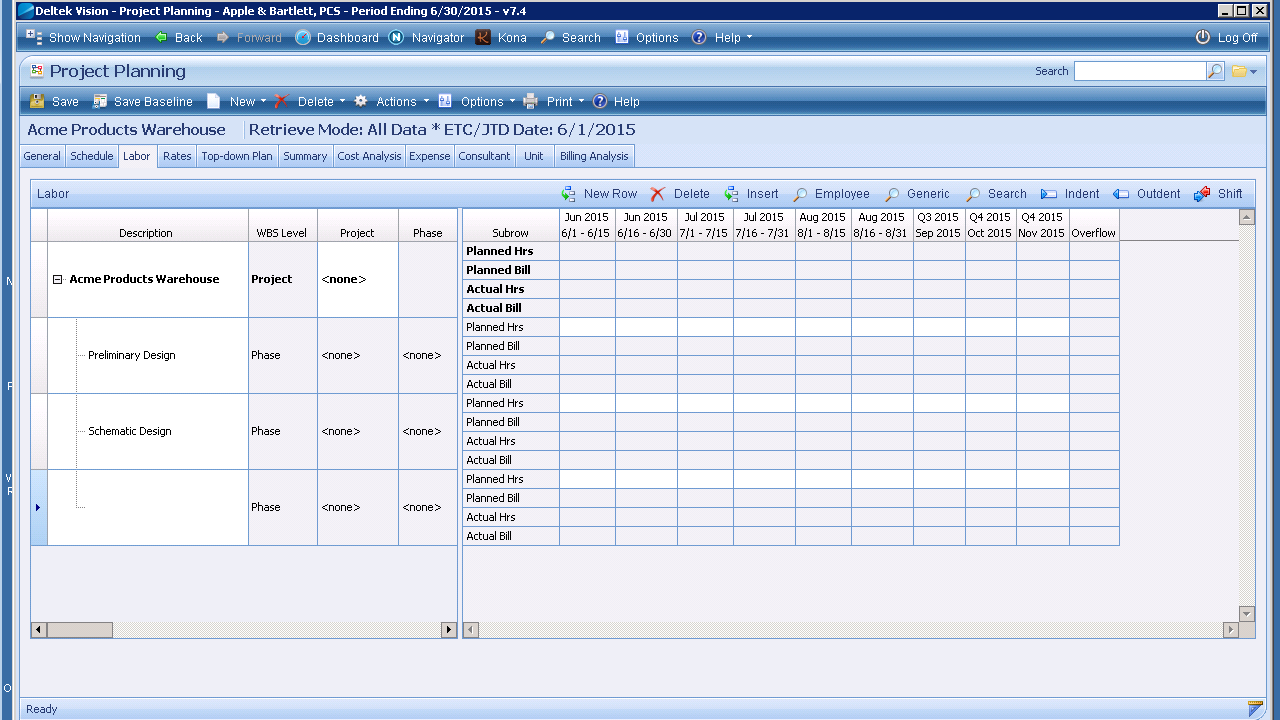 Deltek Vision - Project Planning - Apple & Bartlett, PCS - Period Ending 6/30/2015 - v7.4
Show Navigation Back Forward Dashboard Navigator Kona Search Options Help Log Off
Project Planning Search
Save Save Baseline New Delete Actions Options Print Help
Acme Products Warehouse Retrieve Mode: All Data * ETC/JTD Date: 6/1/2015
General Schedule Labor Rates Top-down Plan Summary Cost Analysis Expense Consultant Unit Billing Analysis
Labor New Row Delete Insert Employee Generic Search Indent Outdent Shift
Jun 2015 Jun 2015 Jul 2015 Jul 2015 Aug 2015 Aug 2015 Q3 2015 Q4 2015 Q4 2015
Description WBS Level Project Phase Subrow 6/1 - 6/15 6/16 - 6/30 7/1 - 7/15 7/16 - 7/31 8/1 - 8/15 8/16 - 8/31 Sep 2015 Oct 2015 Nov 2015 Overflow
Planned Hrs
Planned Bill
Acme Products Warehouse Project <none>
Actual Hrs
Actual Bill
Planned Hrs
Planned Bill
Preliminary Design Phase <none> <none>
Actual Hrs
Actual Bill
Planned Hrs
Planned Bill
Schematic Design Phase <none> <none>
Actual Hrs
Actual Bill
Planned Hrs
Planned Bill
Phase <none> <none>
Actual Hrs
Actual Bill
Ready